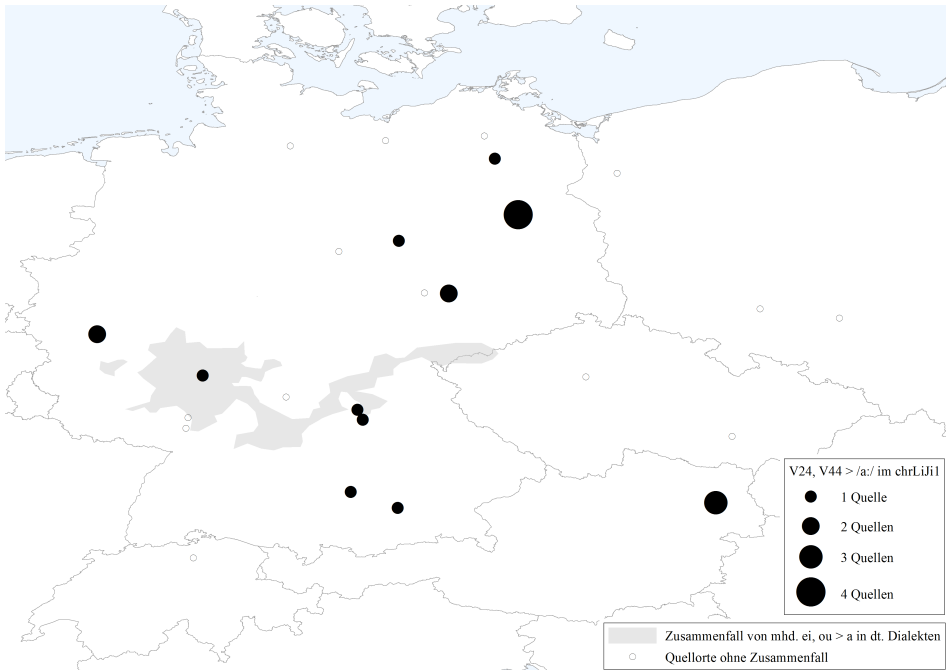 V24, V44 > /a:/ im chrLiJi1
1 Quelle
2 Quellen
3 Quellen
4 Quellen
Zusammenfall von mhd. ei, ou > a in dt. Dialekten
Quellorte ohne Zusammenfall